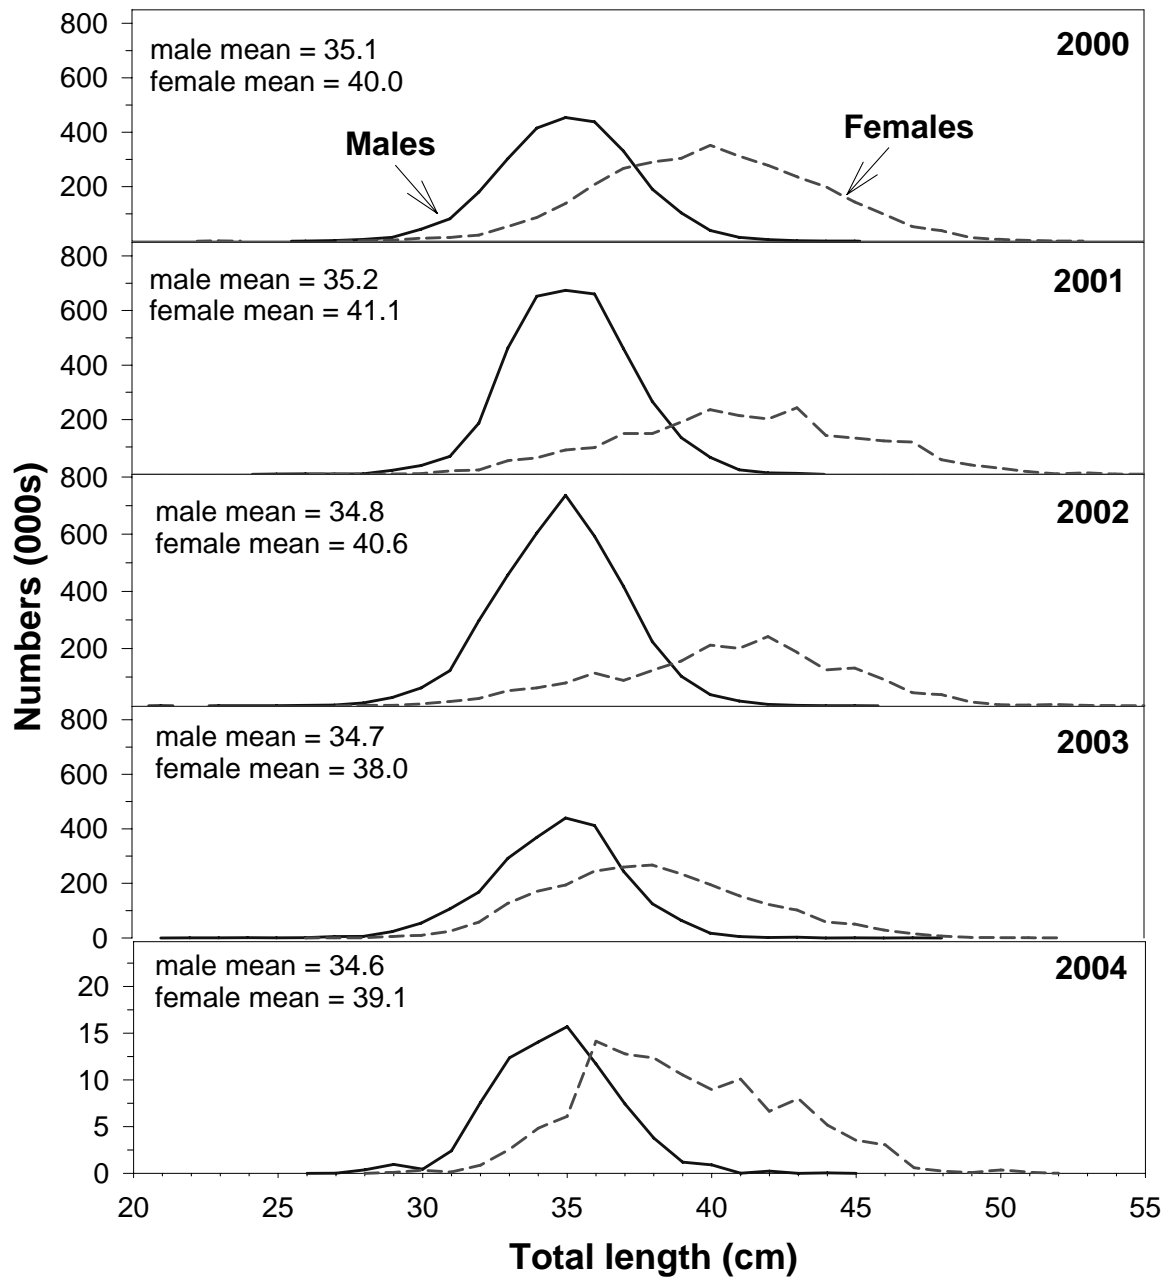 800
600
400
200
male mean = 35.1
female mean = 40.0
2000
Males
Females
800
600
400
200
male mean = 35.2
female mean = 41.1
2001
800
600
400
200
male mean = 34.8
female mean = 40.6
2002
800
600
400
200
0
male mean = 34.7
female mean = 38.0
2003
20
15
10
5
0
male mean = 34.6
female mean = 39.1
2004
Numbers (000s)
20 25 30 35 40 45 50 55
Total length (cm)